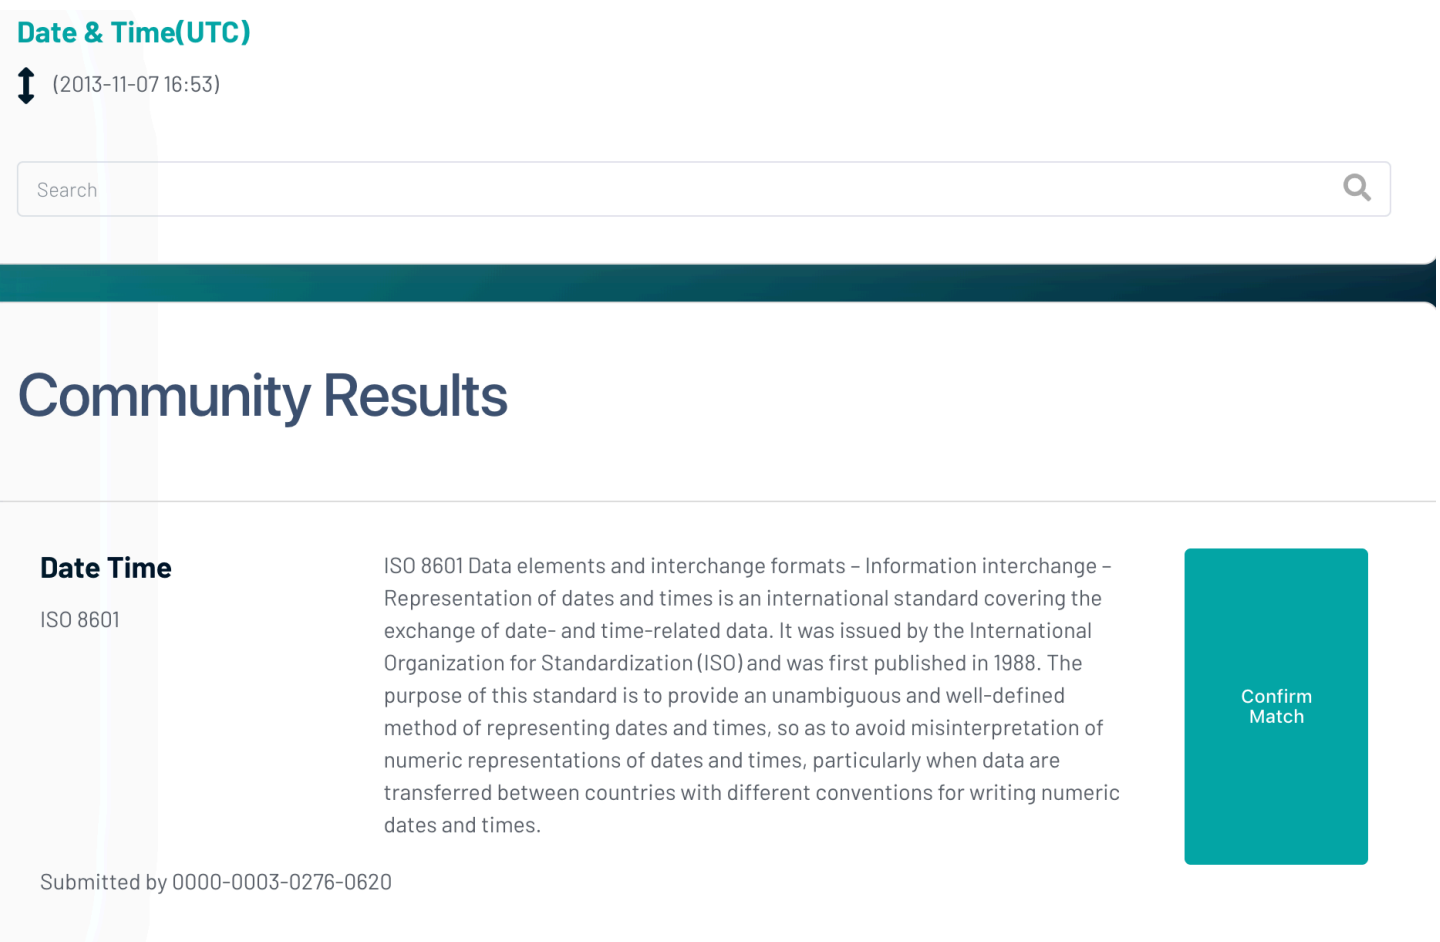 Date & Time(UTC)
(2013-11-07 16:53)
Search
Community Results
Date Time
ISO 8601
ISO 8601 Data elements and interchange formats – Information interchange –
Representation of dates and times is an international standard covering the
exchange of date- and time-related data. It was issued by the International
Organization for Standardization (ISO) and was first published in 1988. The
purpose of this standard is to provide an unambiguous and well-defined
method of representing dates and times, so as to avoid misinterpretation of
numeric representations of dates and times, particularly when data are
transferred between countries with different conventions for writing numeric
dates and times.
Confirm
Match
Submitted by 0000-0003-0276-0620